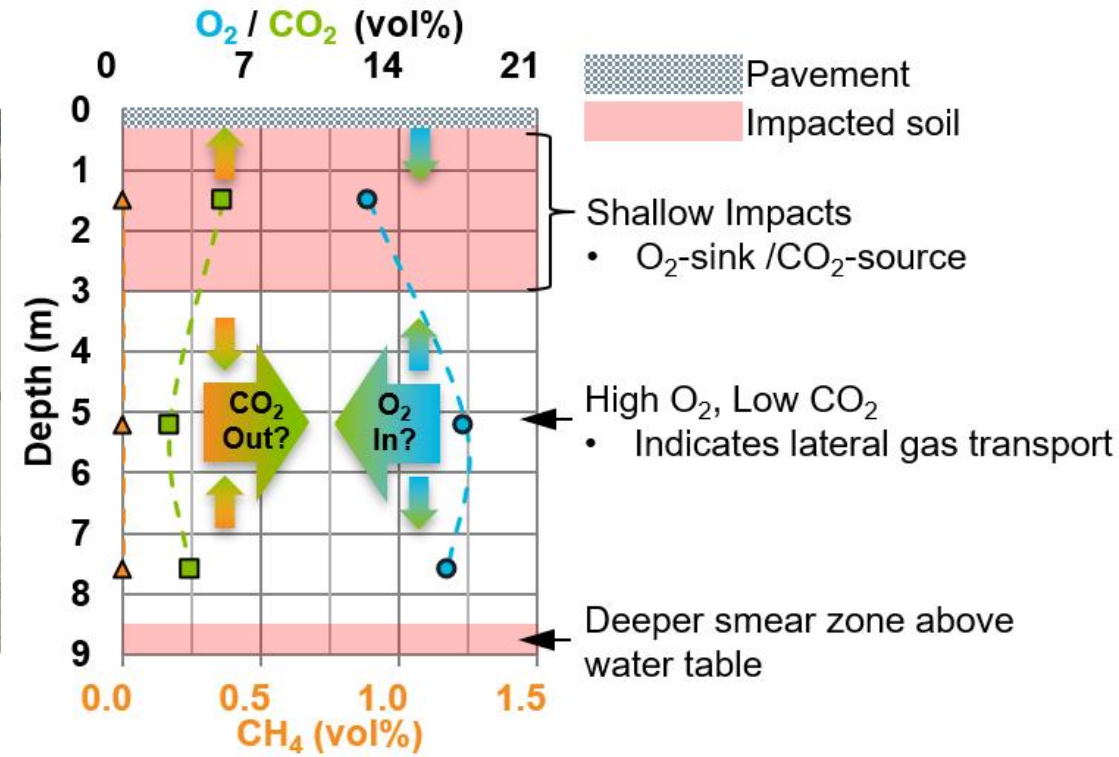 O₂ / CO₂ (vol%)
0 7 14 21
0
1
2
3
4
5
6
7
8
9
Depth (m)
CO₂
Out?
O₂
In?
0.0 0.5 1.0 1.5
CH₄ (vol%)
Pavement
Impacted soil
Shallow Impacts
• O₂-sink /CO₂-source
High O₂, Low CO₂
• Indicates lateral gas transport
Deeper smear zone above
water table